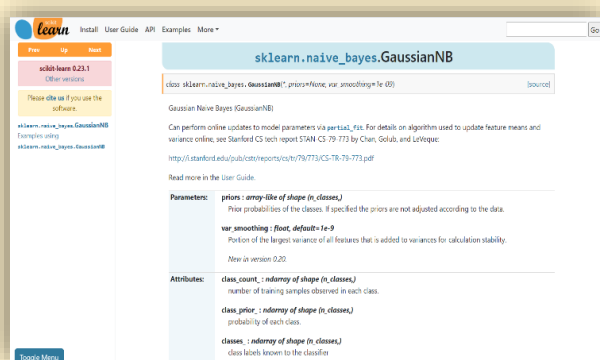 scikit
learn
Install User Guide API Examples More
Go
Prev Up Next
scikit-learn 0.23.1
Other versions
Please cite us if you use the
software.
sklearn.naive_bayes.GaussianNB
Examples using
sklearn.naive_bayes.GaussianNB
Toggle Menu
sklearn.naive_bayes.GaussianNB
class sklearn.naive_bayes.GaussianNB(*, priors=None, var_smoothing=1e-09) [source]
Gaussian Naive Bayes (GaussianNB)
Can perform online updates to model parameters via partial_fit. For details on algorithm used to update feature means and
variance online, see Stanford CS tech report STAN-CS-79-773 by Chan, Golub, and LeVeque:
http://i.stanford.edu/pub/cstr/reports/cs/tr/79/773/CS-TR-79-773.pdf
Read more in the User Guide.
Parameters: priors : array-like of shape (n_classes,)
Prior probabilities of the classes. If specified the priors are not adjusted according to the data.
var_smoothing : float, default=1e-9
Portion of the largest variance of all features that is added to variances for calculation stability.
New in version 0.20.
Attributes: class_count_ : ndarray of shape (n_classes,)
number of training samples observed in each class.
class_prior_ : ndarray of shape (n_classes,)
probability of each class.
classes_ : ndarray of shape (n_classes,)
class labels known to the classifier